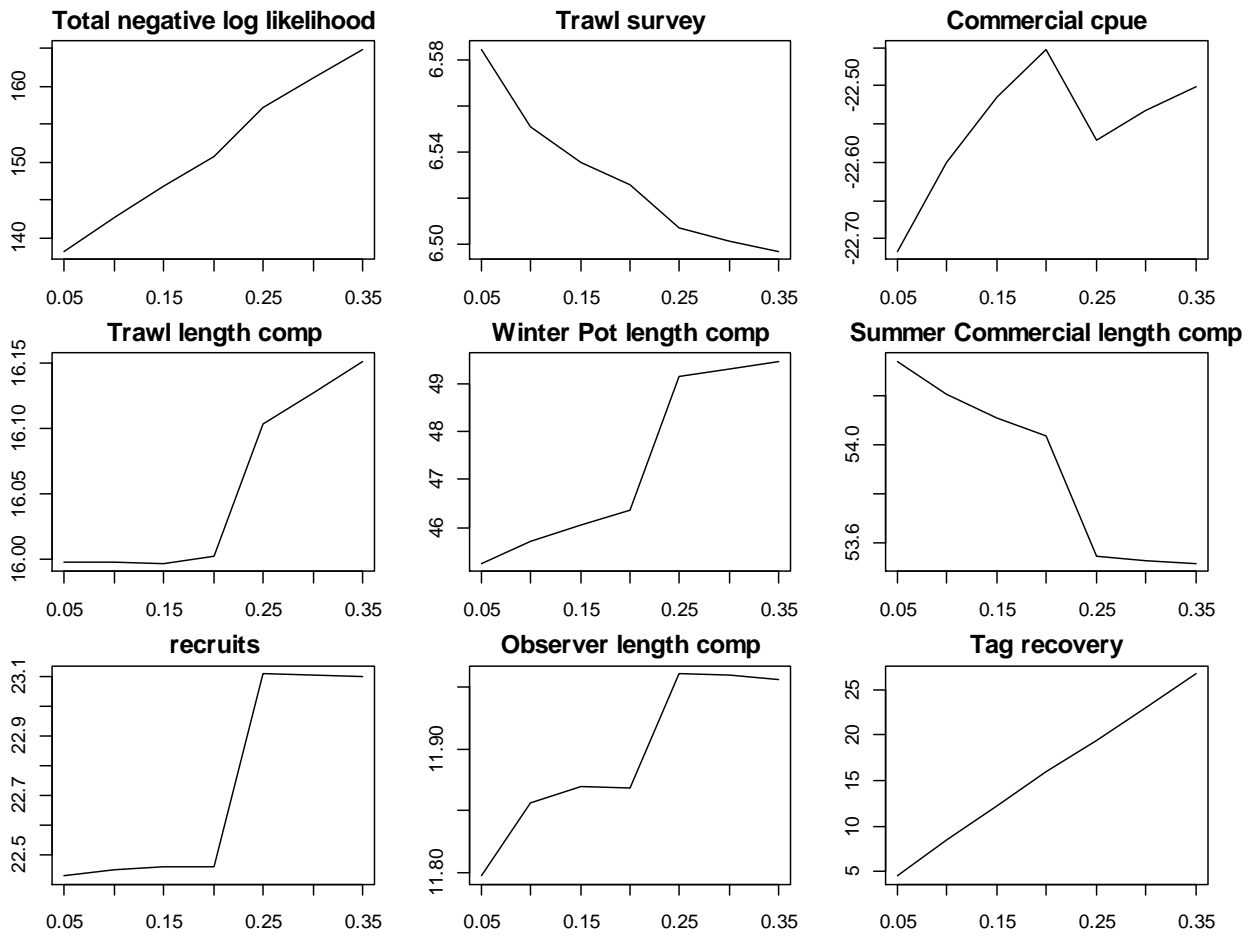 Total negative log likelihood
140 150 160
0.05 0.15 0.25 0.35
Trawl survey
6.50 6.54 6.58
0.05 0.15 0.25 0.35
Commercial cpue
-22.70 -22.60 -22.50
0.05 0.15 0.25 0.35
Trawl length comp
16.00 16.05 16.10 16.15
0.05 0.15 0.25 0.35
Winter Pot length comp
46 47 48 49
0.05 0.15 0.25 0.35
Summer Commercial length comp
53.6 54.0
0.05 0.15 0.25 0.35
recruits
22.5 22.7 22.9 23.1
0.05 0.15 0.25 0.35
Observer length comp
11.80 11.90
0.05 0.15 0.25 0.35
Tag recovery
5 10 15 20 25
0.05 0.15 0.25 0.35